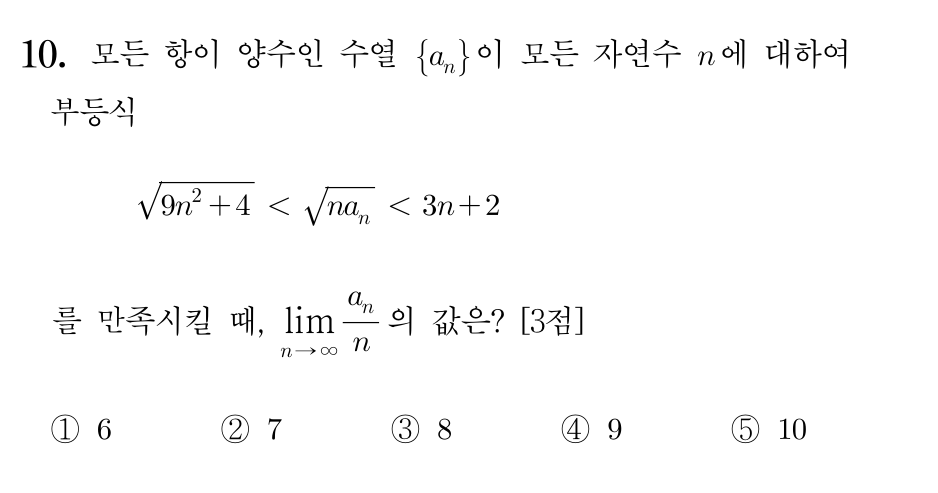 10. 모든 항이 양수인 수열 {aₙ}이 모든 자연수 n에 대하여
부등식
√(9n²+4) < √(naₙ) < 3n+2
를 만족시킬 때, lim_{n→∞} aₙ/n 의 값은? [3점]
① 6 ② 7 ③ 8 ④ 9 ⑤ 10